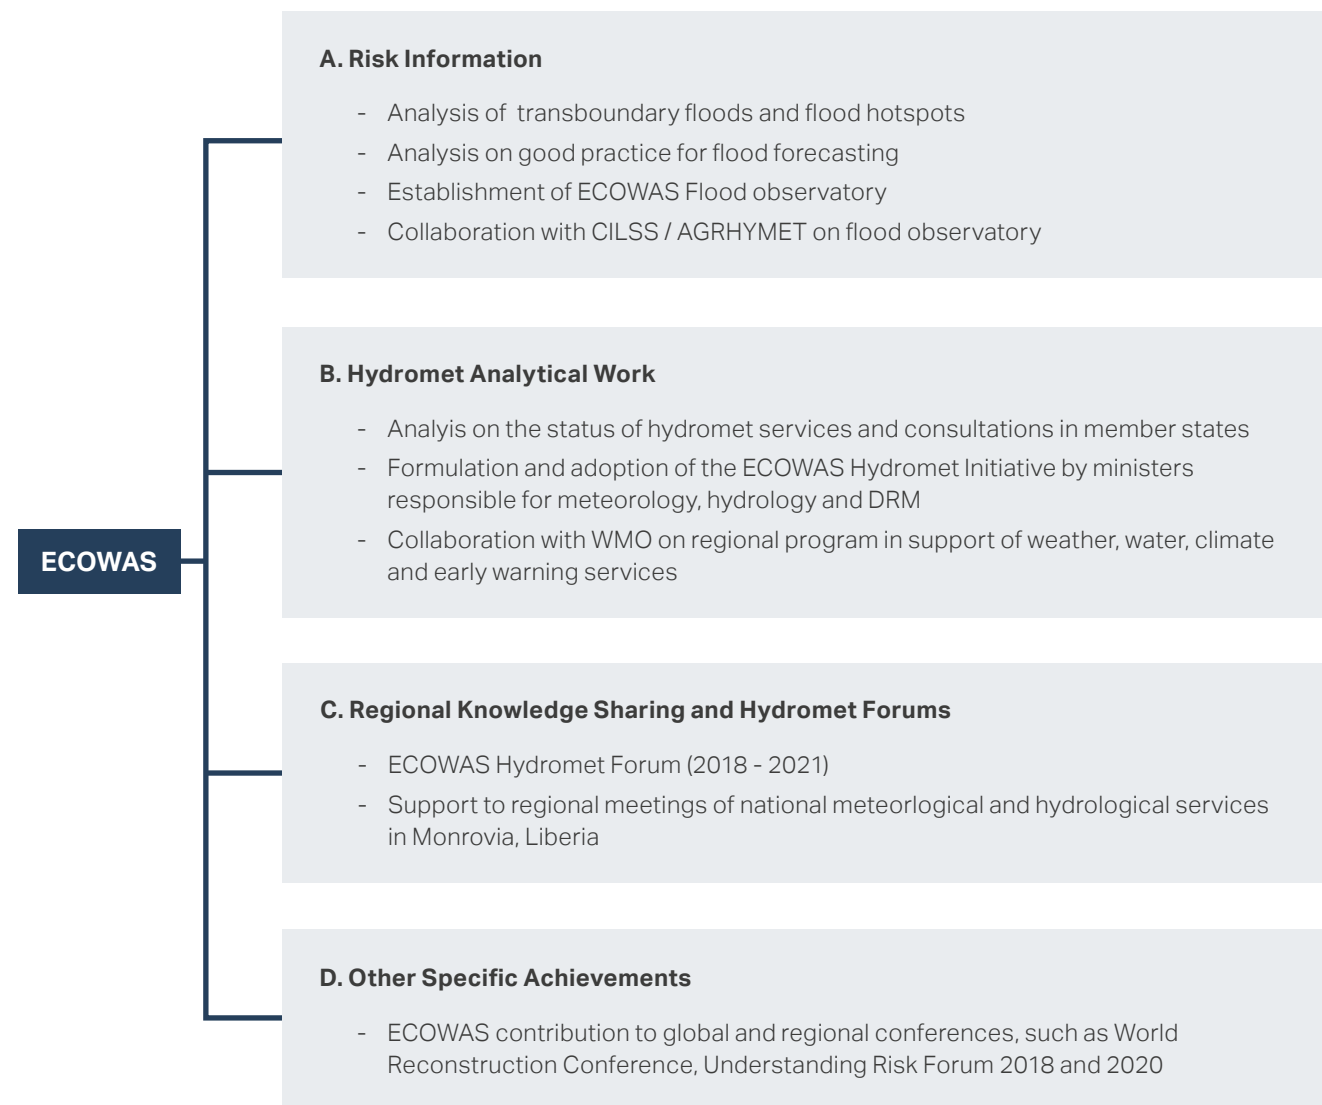 A. Risk Information
- Analysis of  transboundary floods and flood hotspots
- Analysis on good practice for flood forecasting
- Establishment of ECOWAS Flood observatory
- Collaboration with CILSS / AGRHYMET on flood observatory
B. Hydromet Analytical Work
- Analyis on the status of hydromet services and consultations in member states
- Formulation and adoption of the ECOWAS Hydromet Initiative by ministers
responsible for meteorology, hydrology and DRM
- Collaboration with WMO on regional program in support of weather, water, climate
and early warning services
ECOWAS
C. Regional Knowledge Sharing and Hydromet Forums
- ECOWAS Hydromet Forum (2018 - 2021)
- Support to regional meetings of national meteorlogical and hydrological services
in Monrovia, Liberia
D. Other Specific Achievements
- ECOWAS contribution to global and regional conferences, such as World
Reconstruction Conference, Understanding Risk Forum 2018 and 2020